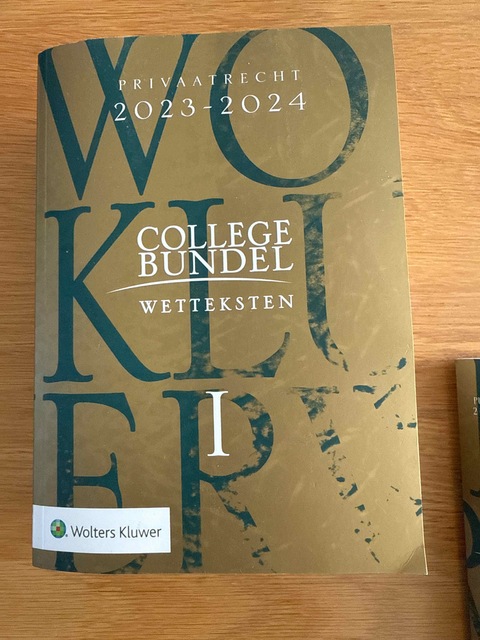 PRIVAATRECHT
2023-2024
WO
KLU
ER
COLLEGE
BUNDEL
WETTEKSTEN
I
Wolters Kluwer